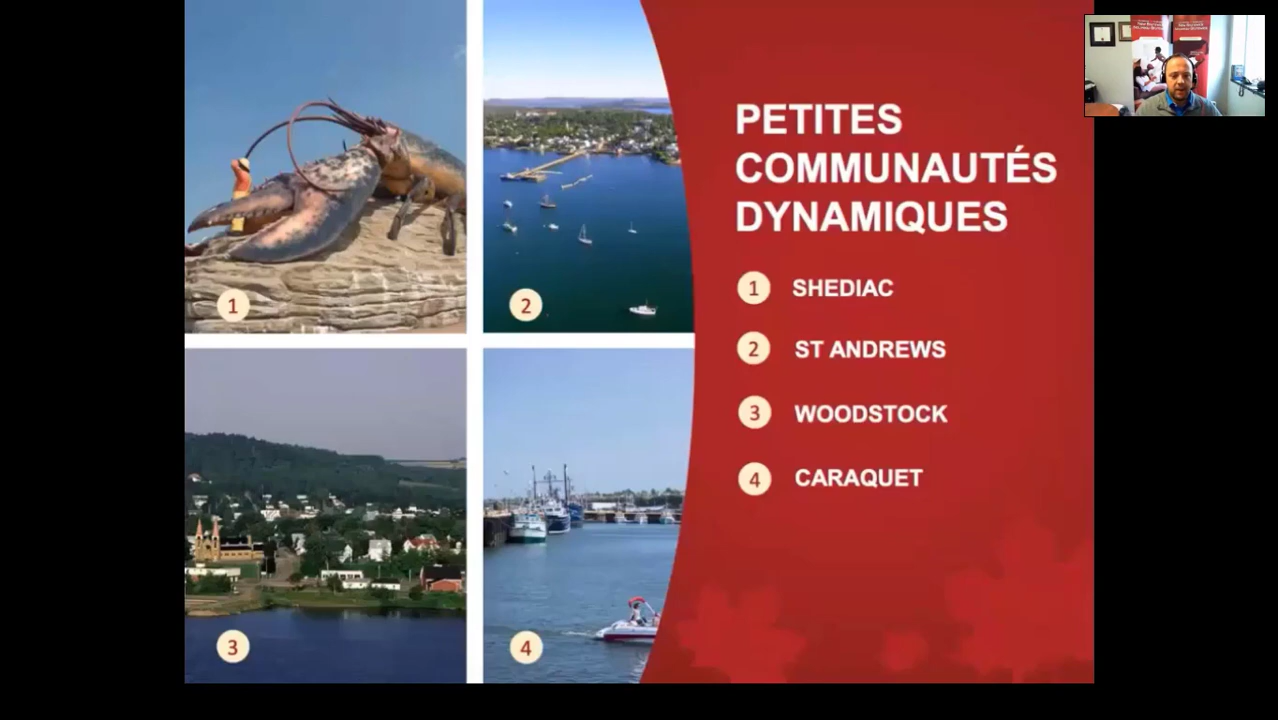 PETITES
COMMUNAUTÉS
DYNAMIQUES
1 SHEDIAC
2 ST ANDREWS
3 WOODSTOCK
4 CARAQUET
1
2
3
4